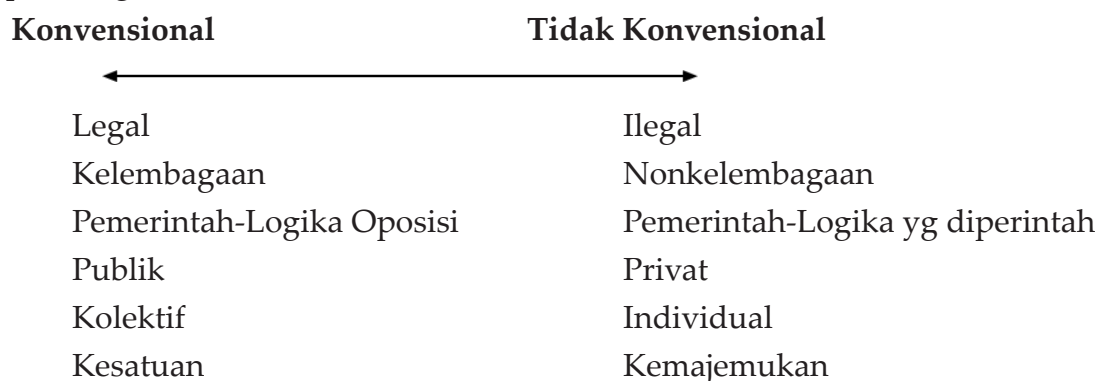 Konvensional Tidak Konvensional
Legal Ilegal
Kelembagaan Nonkelembagaan
Pemerintah-Logika Oposisi Pemerintah-Logika yg diperintah
Publik Privat
Kolektif Individual
Kesatuan Kemajemukan